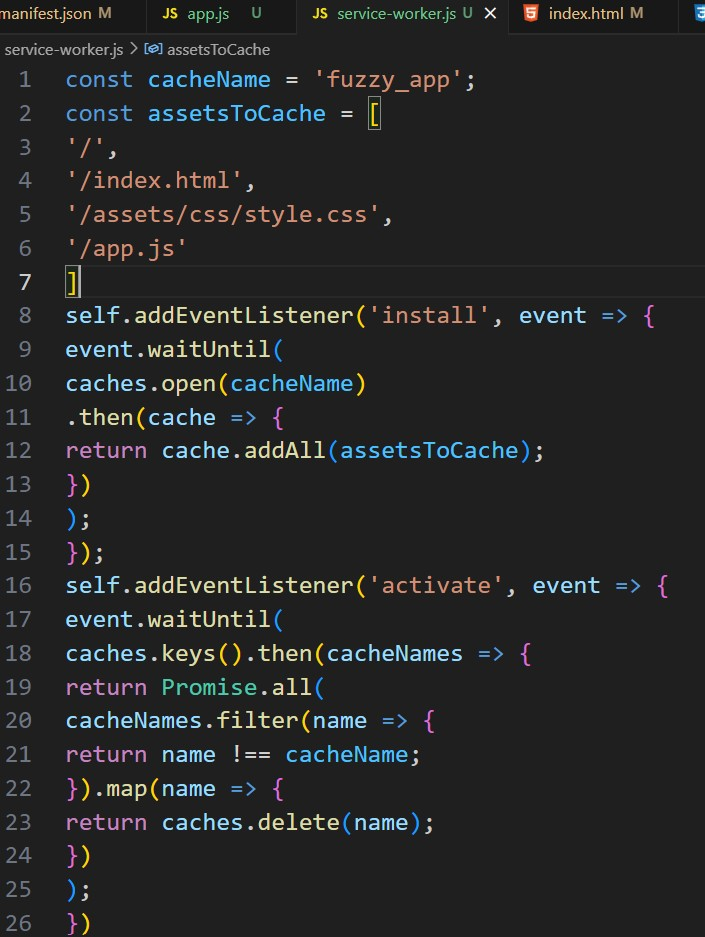 manifest.json M JS app.js U JS service-worker.js U × index.html M
service-worker.js > assetsToCache
1 const cacheName = 'fuzzy_app';
2 const assetsToCache = [
3 '/',
4 '/index.html',
5 '/assets/css/style.css',
6 '/app.js'
7 ]
8 self.addEventListener('install', event => {
9 event.waitUntil(
10 caches.open(cacheName)
11 .then(cache => {
12 return cache.addAll(assetsToCache);
13 })
14 );
15 });
16 self.addEventListener('activate', event => {
17 event.waitUntil(
18 caches.keys().then(cacheNames => {
19 return Promise.all(
20 cacheNames.filter(name => {
21 return name !== cacheName;
22 }).map(name => {
23 return caches.delete(name);
24 })
25 );
26 })